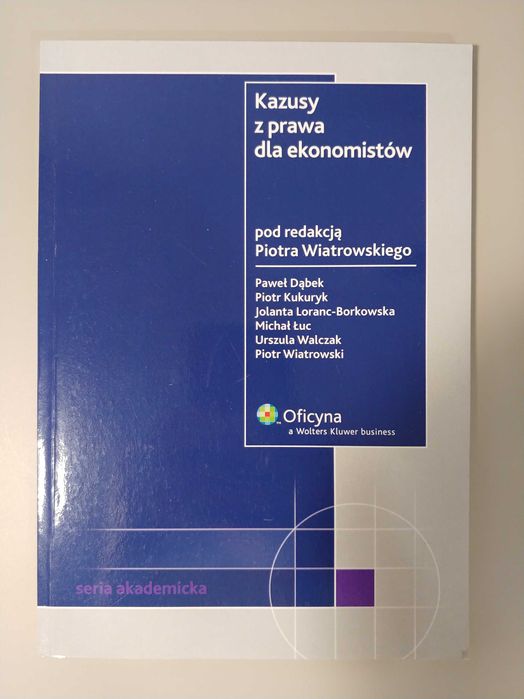 Kazusy
z prawa
dla ekonomistów
pod redakcją
Piotra Wiatrowskiego
Paweł Dąbek
Piotr Kukuryk
Jolanta Loranc-Borkowska
Michał Łuc
Urszula Walczak
Piotr Wiatrowski
Oficyna
a Wolters Kluwer business
seria akademicka